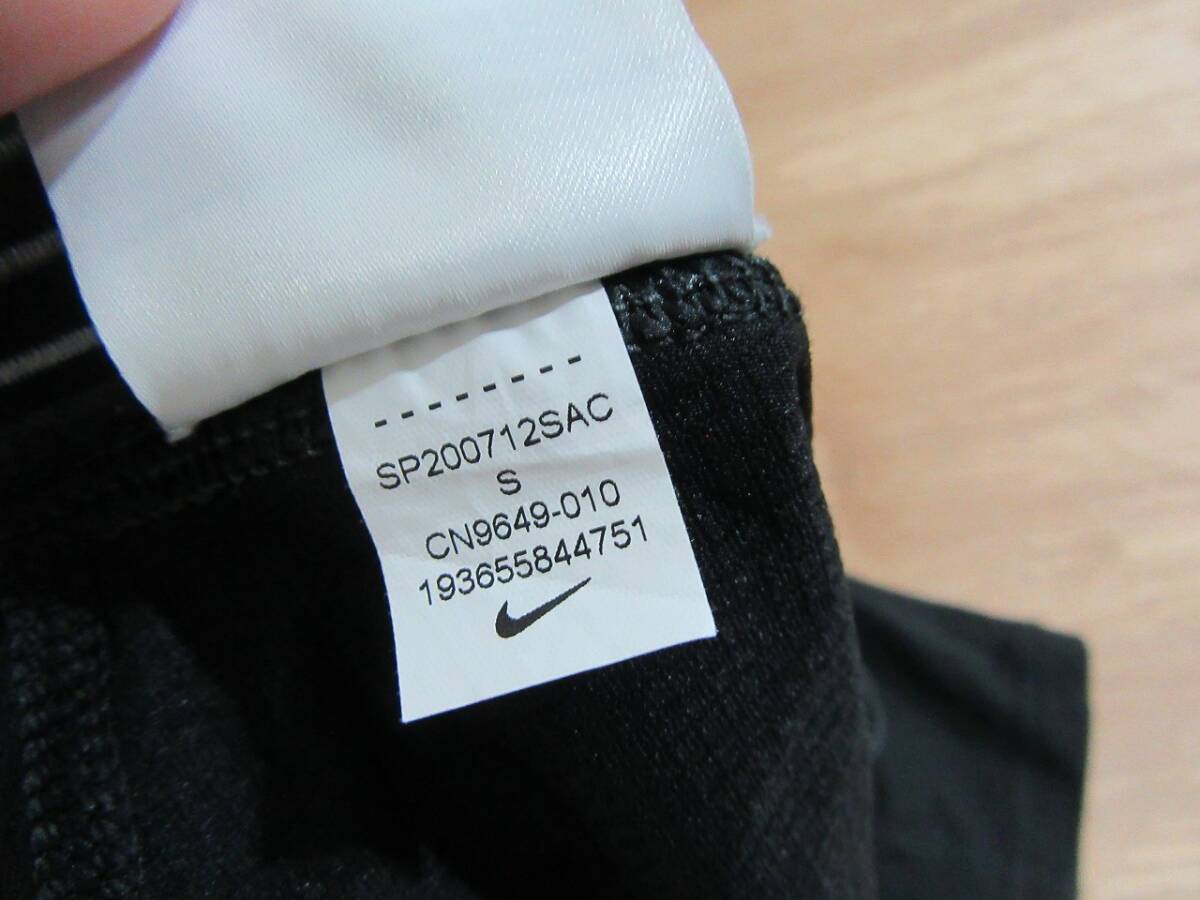 --------
SP200712SAC
S
CN9649-010
193655844751